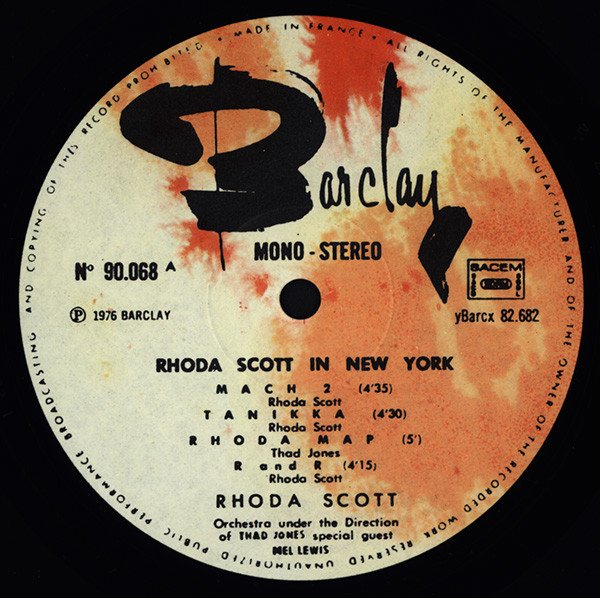 MADE IN FRANCE • ALL RIGHTS OF THE MANUFACTURER AND OF THE OWNER OF THE RECORDED WORK RESERVED UNAUTHORIZED PUBLIC PERFORMANCE BROADCASTING AND COPYING OF THIS RECORD PROHIBITED •
Barclay
MONO - STEREO
Nº 90.068 A
SACEM
℗ 1976 BARCLAY
yBarcx 82.682
RHODA SCOTT IN NEW YORK
MACH 2 (4'35)
Rhoda Scott
TANIKKA (4'30)
Rhoda Scott
RHODA MAP (5')
Thad Jones
R and R (4'15)
Rhoda Scott
RHODA SCOTT
Orchestra under the Direction
of THAD JONES special guest
MEL LEWIS